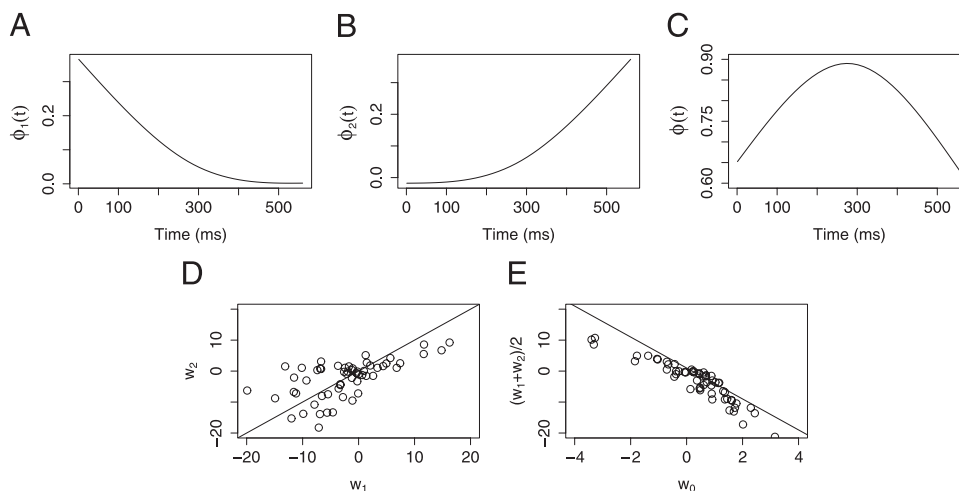 A
B
C
ϕ1(t)
0.2
0.0
0 100 300 500
Time (ms)
ϕ2(t)
0.2
0.0
0 100 300 500
Time (ms)
ϕ(t)
0.90
0.75
0.60
0 100 300 500
Time (ms)
D
E
w2
10
0
−20
−20 −10 0 10 20
w1
(w1+w2)/2
10
0
−20
−4 −2 0 2 4
w0